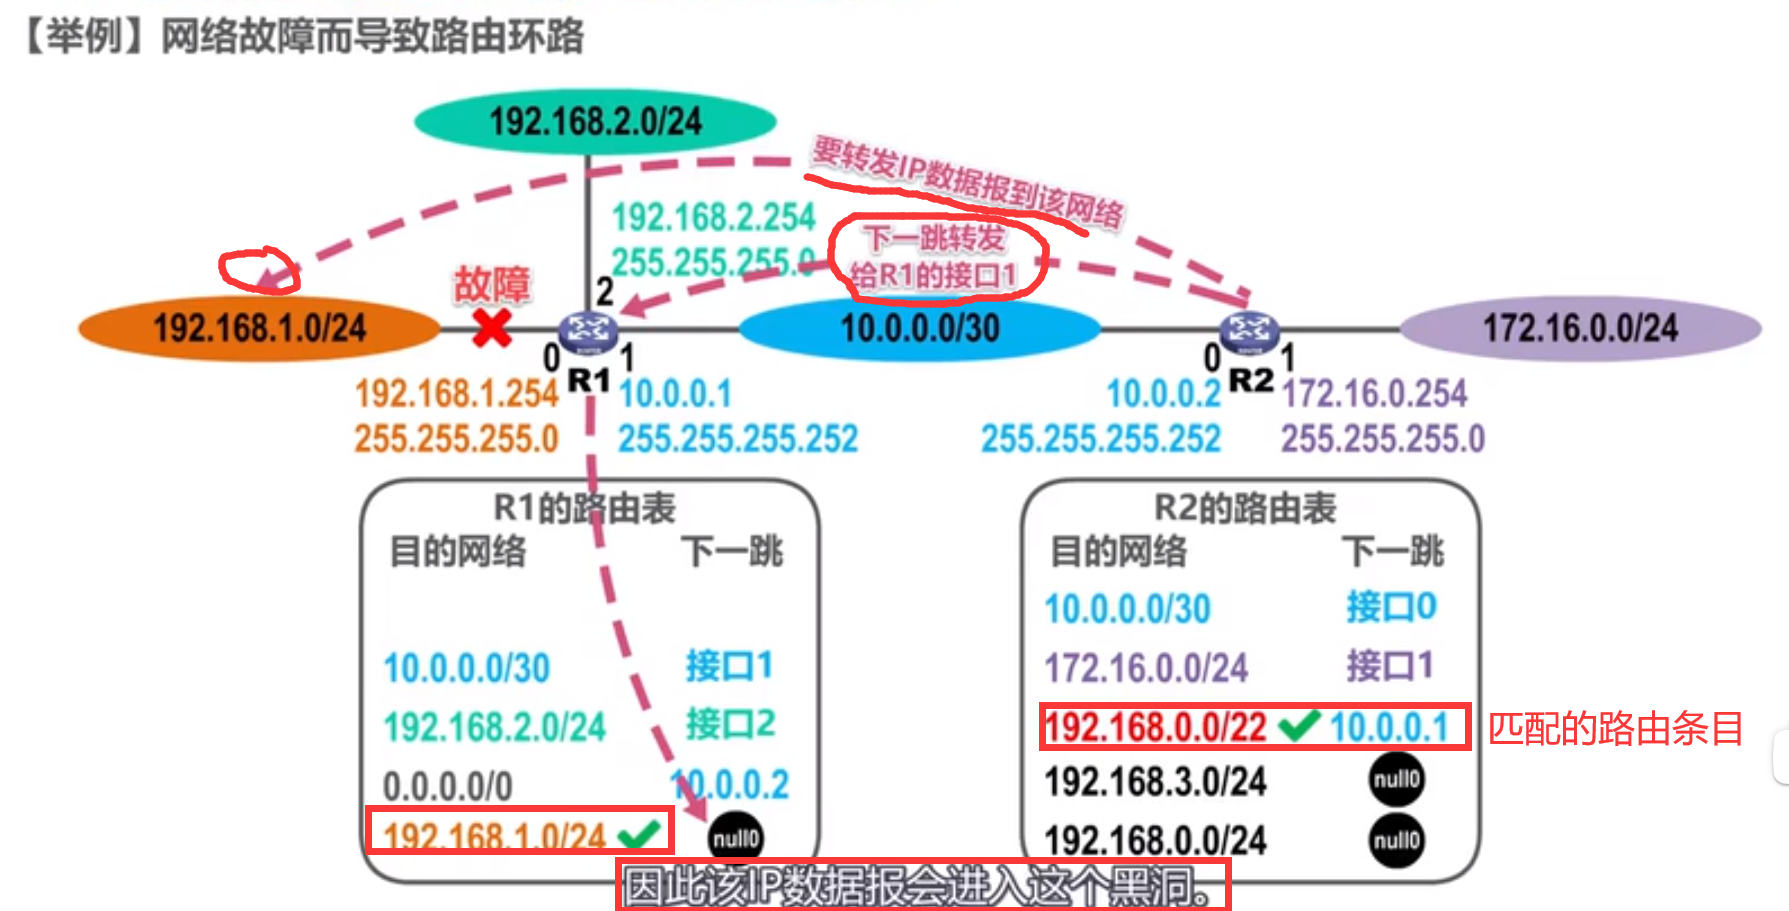 【举例】网络故障而导致路由环路
192.168.2.0/24
要转发IP数据报到该网络
192.168.2.254
255.255.255.0
下一跳转发
给R1的接口1
故障
2
192.168.1.0/24
10.0.0.0/30
172.16.0.0/24
0
R1
1
0
R2
1
192.168.1.254
255.255.255.0
10.0.0.1
255.255.255.252
10.0.0.2
255.255.255.252
172.16.0.254
255.255.255.0
R1的路由表
目的网络 下一跳
10.0.0.0/30 接口1
192.168.2.0/24 接口2
0.0.0.0/0 10.0.0.2
192.168.1.0/24 null0
R2的路由表
目的网络 下一跳
10.0.0.0/30 接口0
172.16.0.0/24 接口1
192.168.0.0/22 10.0.0.1
匹配的路由条目
192.168.3.0/24 null0
192.168.0.0/24 null0
因此该IP数据报会进入这个黑洞。